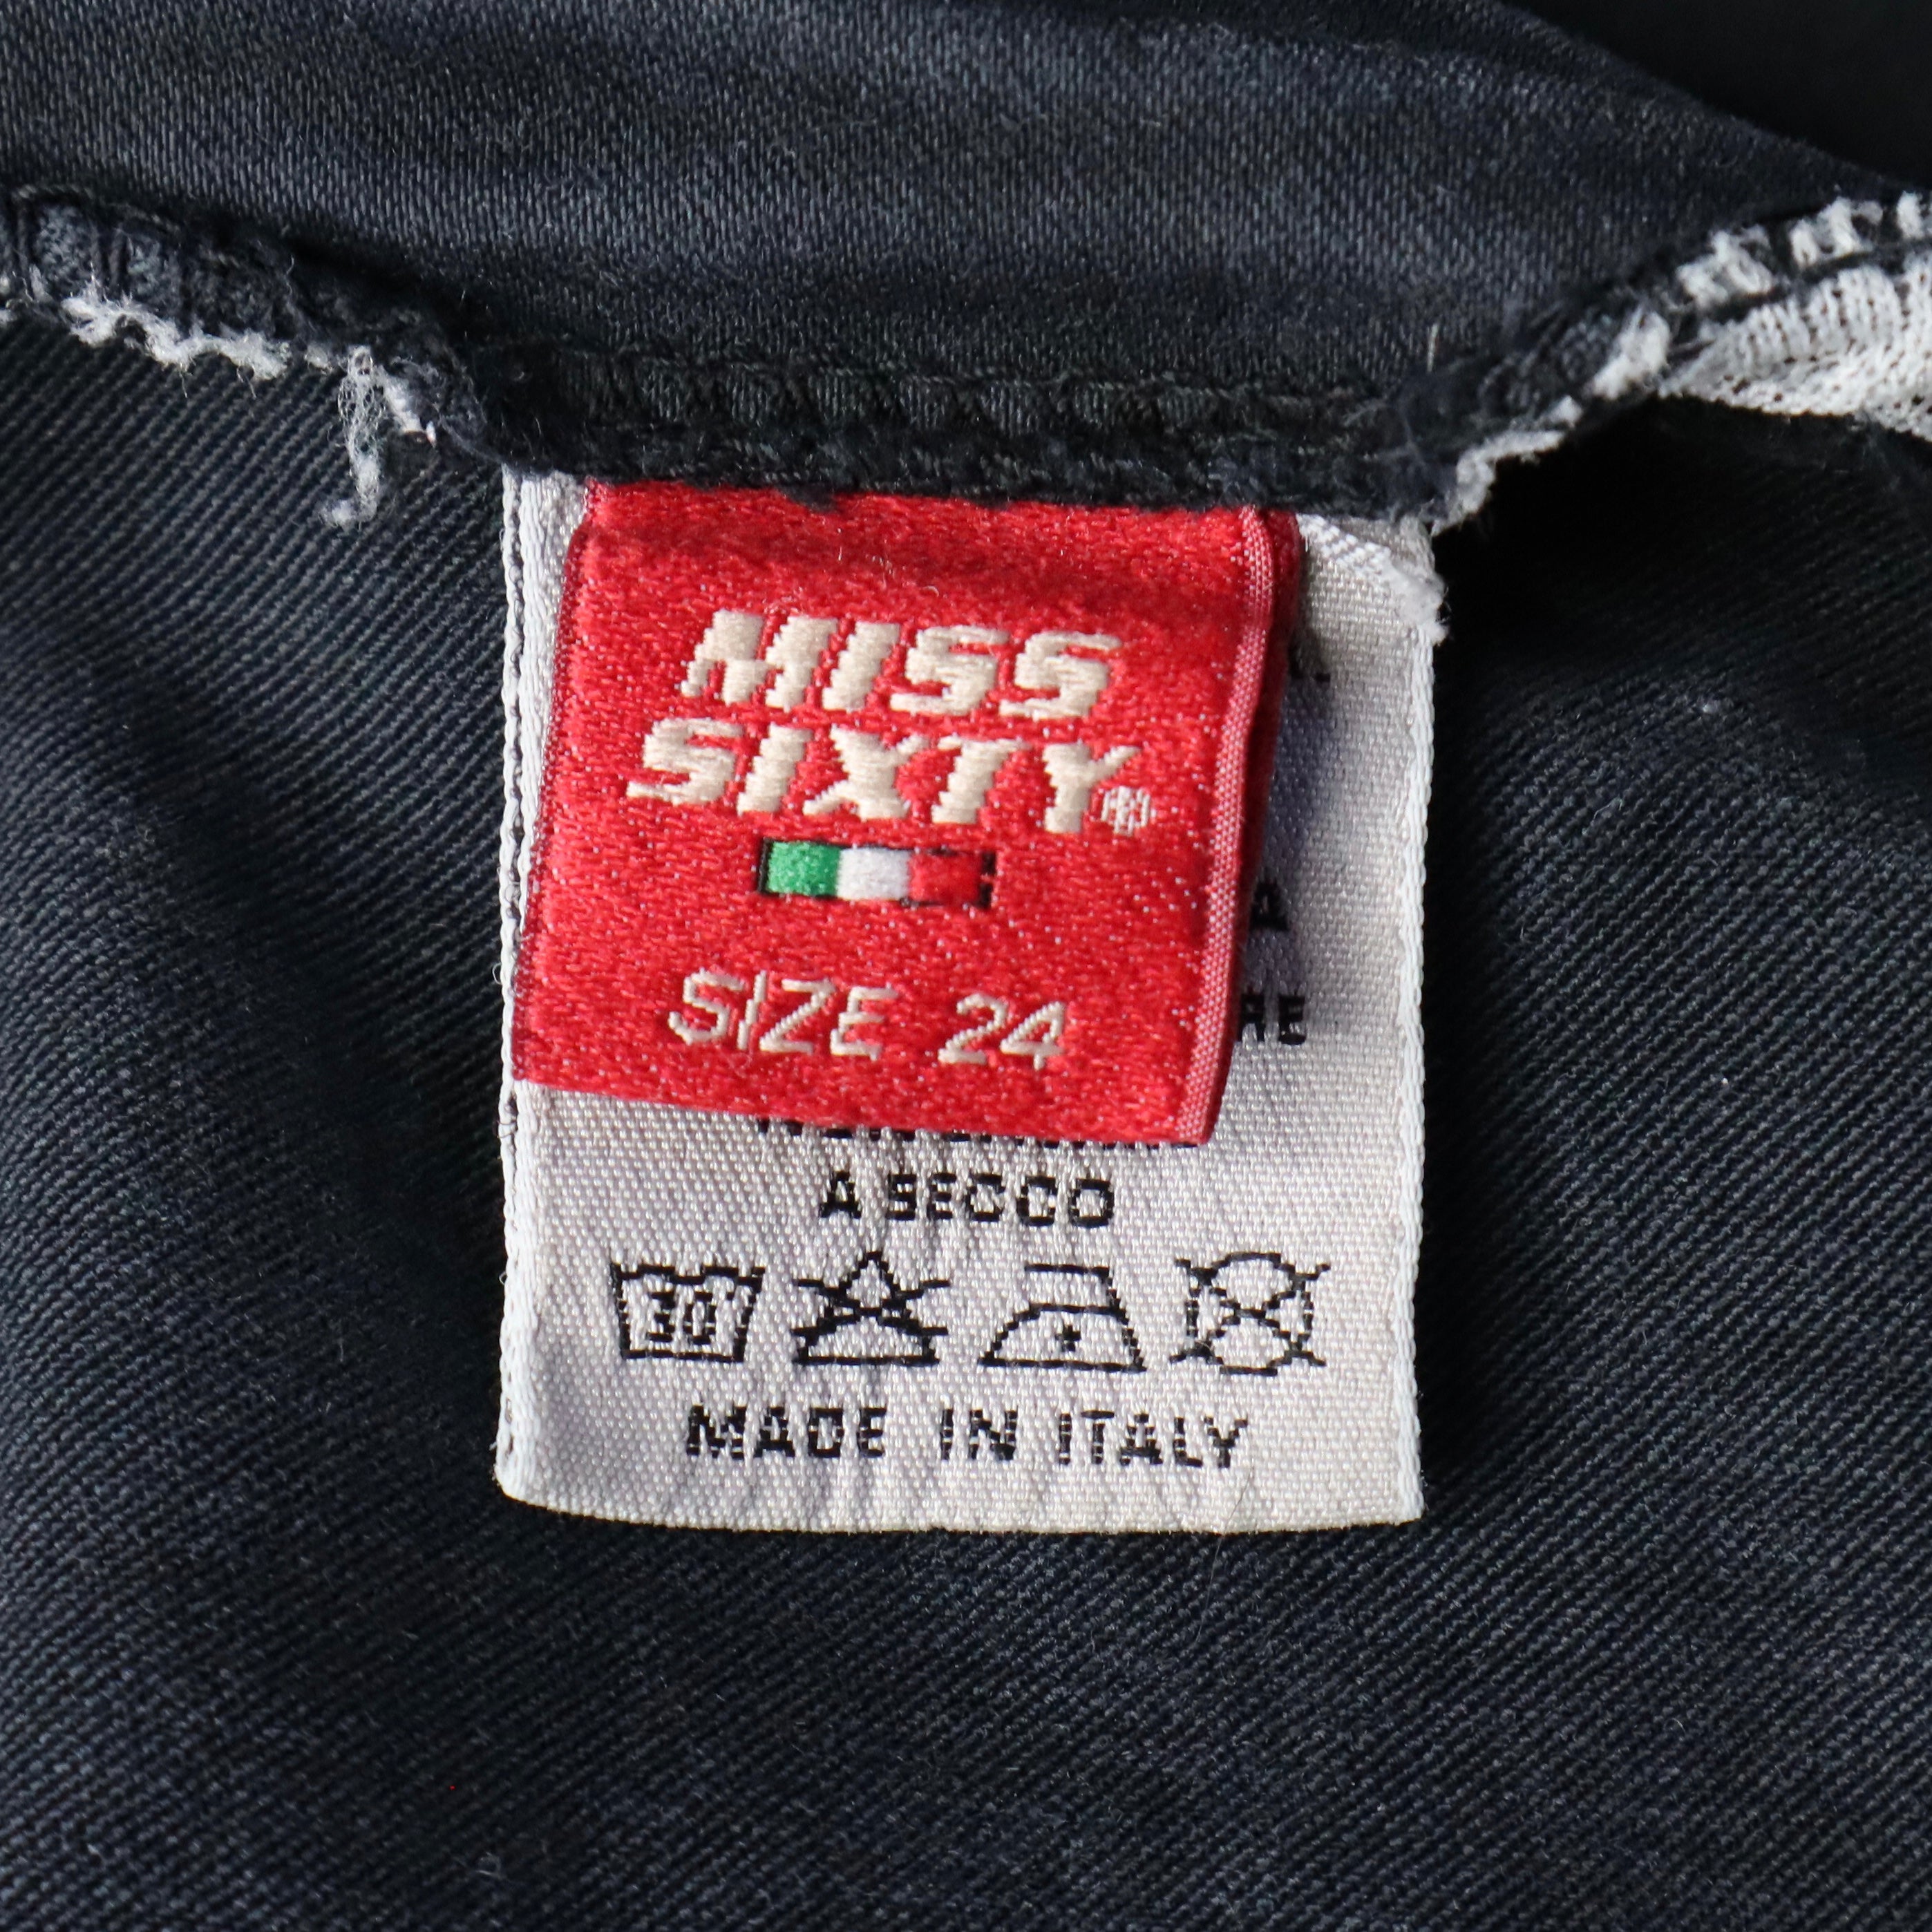 MISS
SIXTY®
SIZE 24
A SECCO
30°
MADE IN ITALY